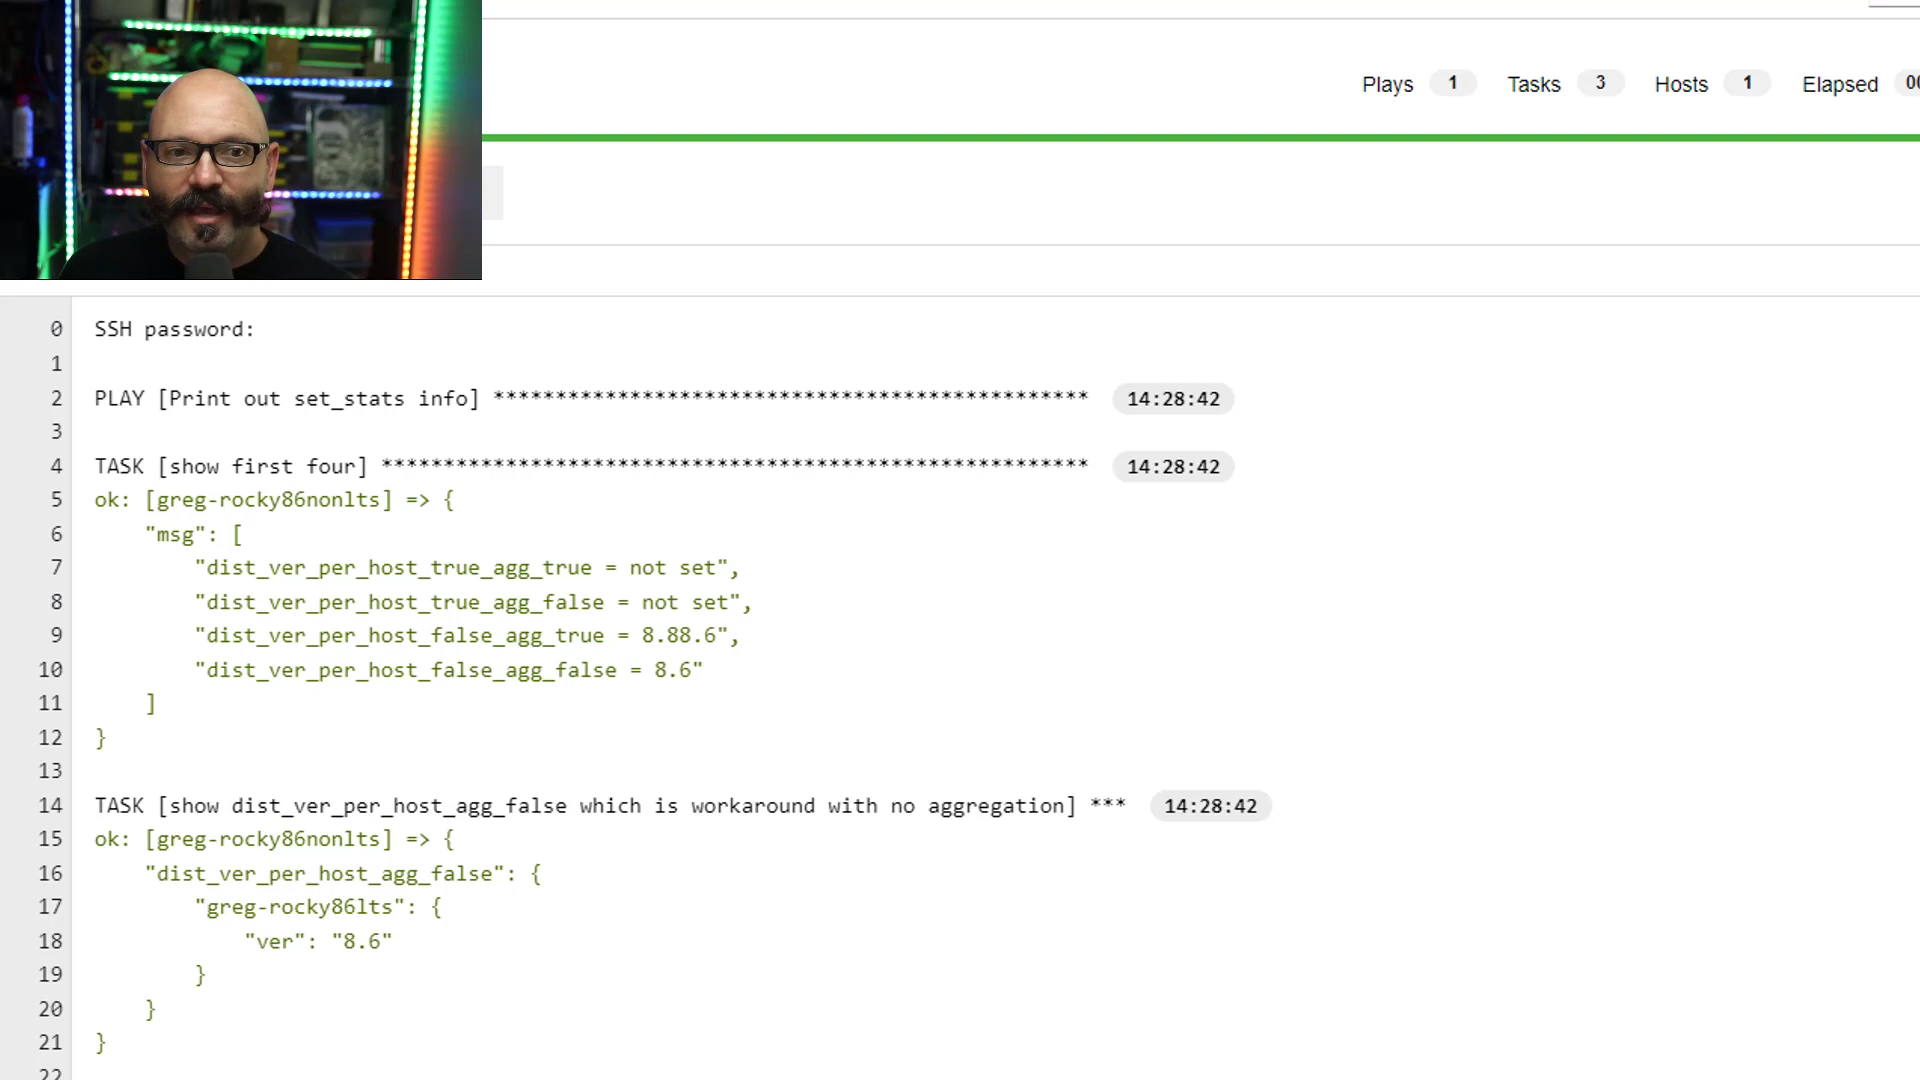 Plays 1 Tasks 3 Hosts 1 Elapsed
0 SSH password:
1
2 PLAY [Print out set_stats info] ************************************************ 14:28:42
3
4 TASK [show first four] ********************************************************* 14:28:42
5 ok: [greg-rocky86nonlts] => {
6 "msg": [
7 "dist_ver_per_host_true_agg_true = not set",
8 "dist_ver_per_host_true_agg_false = not set",
9 "dist_ver_per_host_false_agg_true = 8.88.6",
10 "dist_ver_per_host_false_agg_false = 8.6"
11 ]
12 }
13
14 TASK [show dist_ver_per_host_agg_false which is workaround with no aggregation] *** 14:28:42
15 ok: [greg-rocky86nonlts] => {
16 "dist_ver_per_host_agg_false": {
17 "greg-rocky86lts": {
18 "ver": "8.6"
19 }
20 }
21 }
22